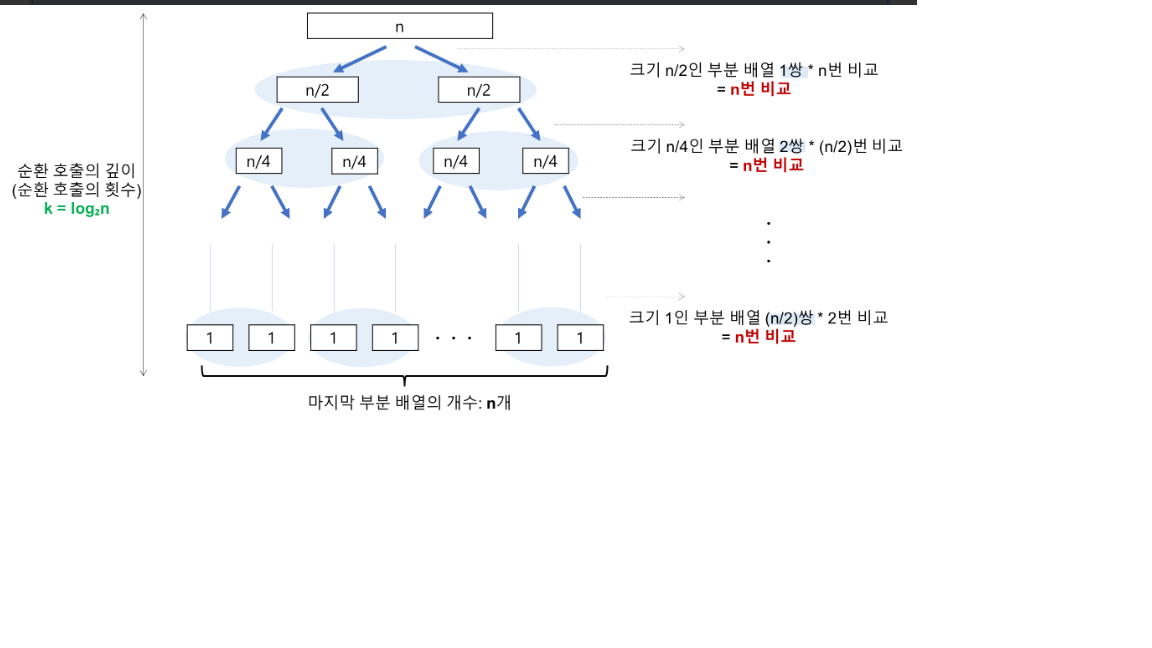 n
크기 n/2인 부분 배열 1쌍 * n번 비교
= n번 비교
n/2 n/2
크기 n/4인 부분 배열 2쌍 * (n/2)번 비교
= n번 비교
n/4 n/4 n/4 n/4
순환 호출의 깊이
(순환 호출의 횟수)
k = log₂n
.
.
.
크기 1인 부분 배열 (n/2)쌍 * 2번 비교
= n번 비교
1 1 1 1 . . . 1 1
마지막 부분 배열의 개수: n개